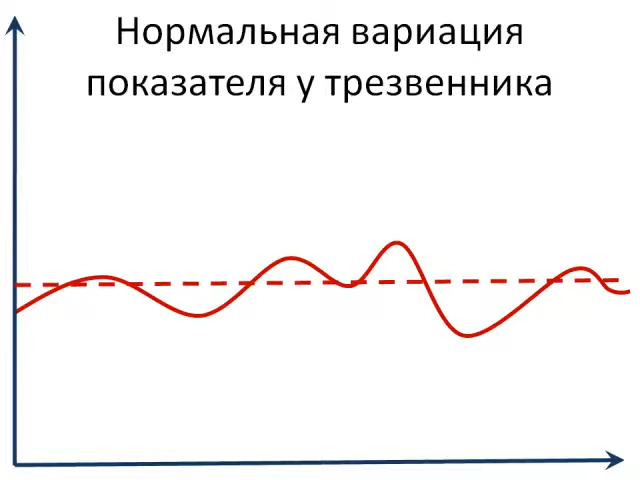 Нормальная вариация
показателя у трезвенника